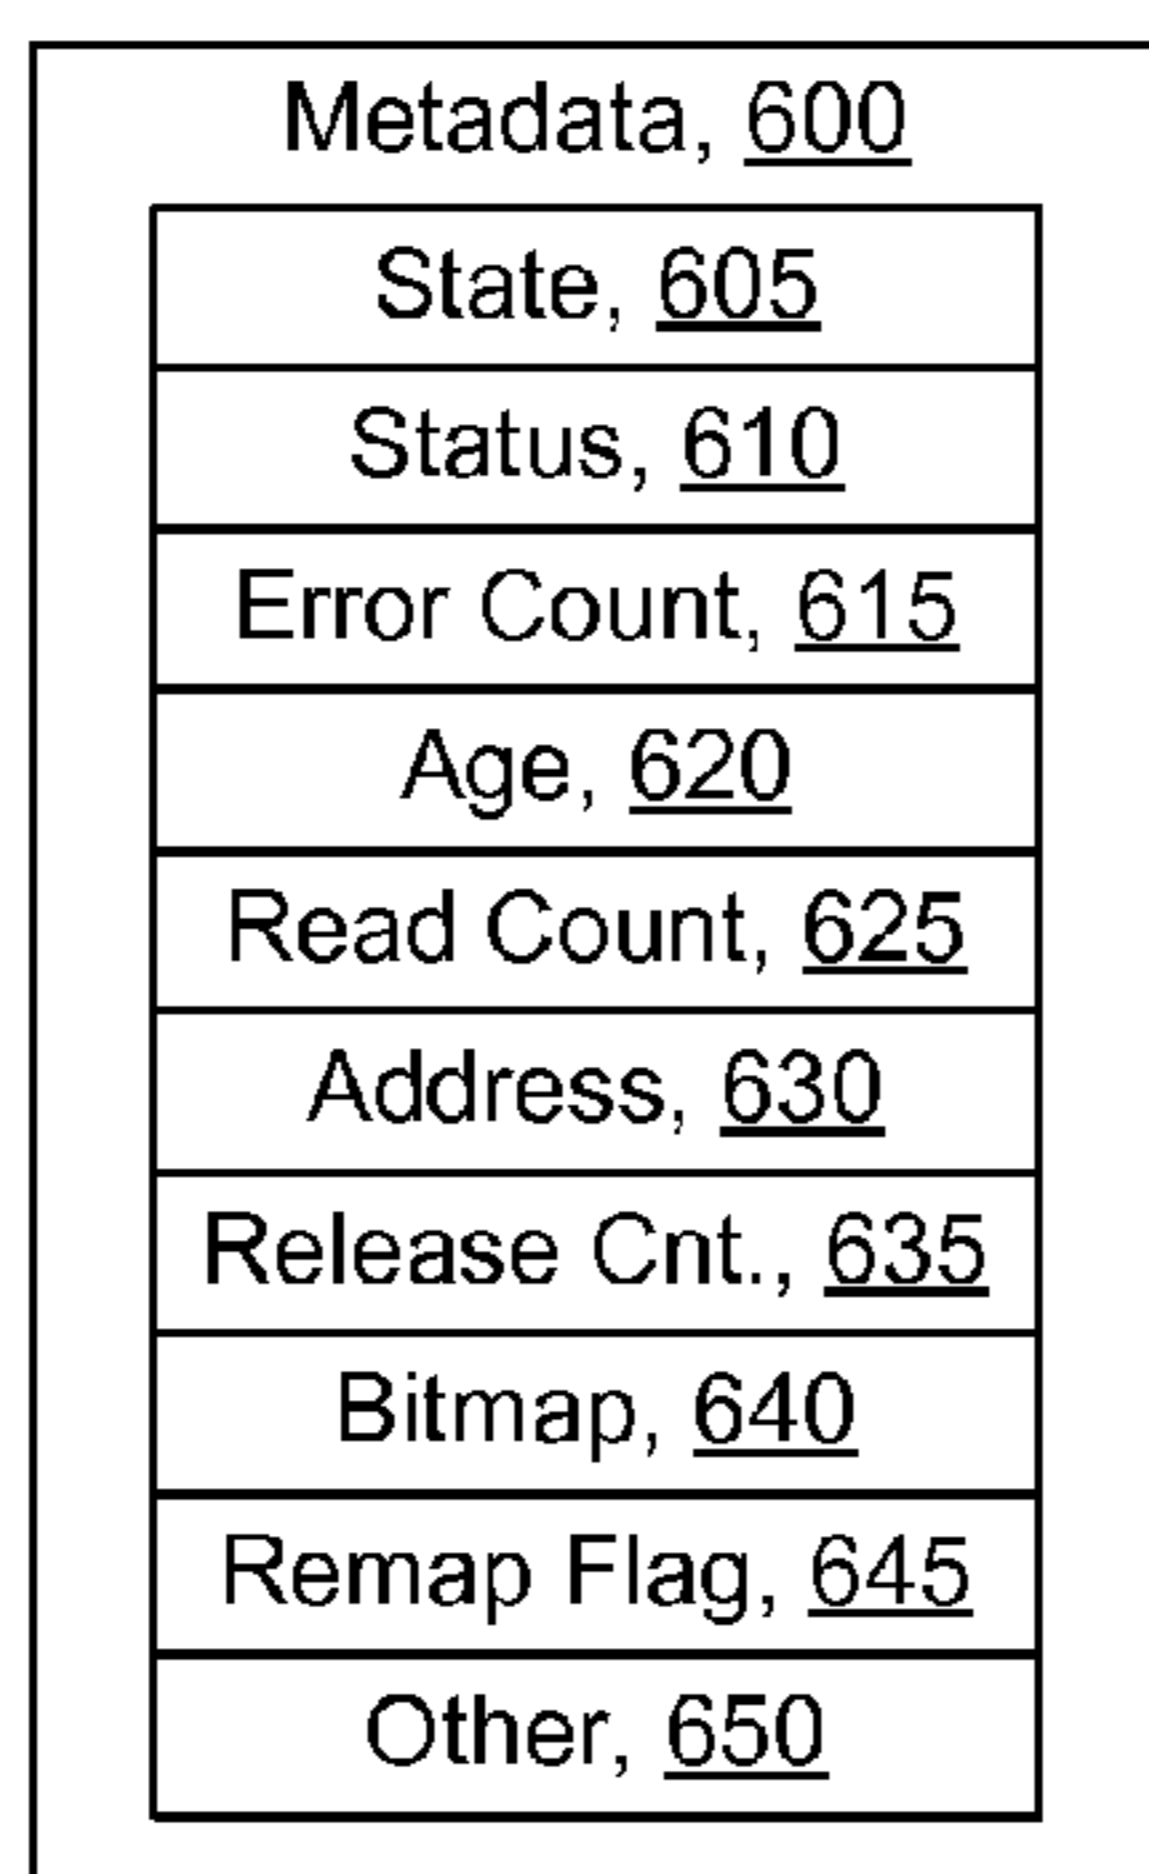 Metadata, 600
State, 605
Status, 610
Error Count, 615
Age, 620
Read Count, 625
Address, 630
Release Cnt., 635
Bitmap, 640
Remap Flag, 645
Other, 650